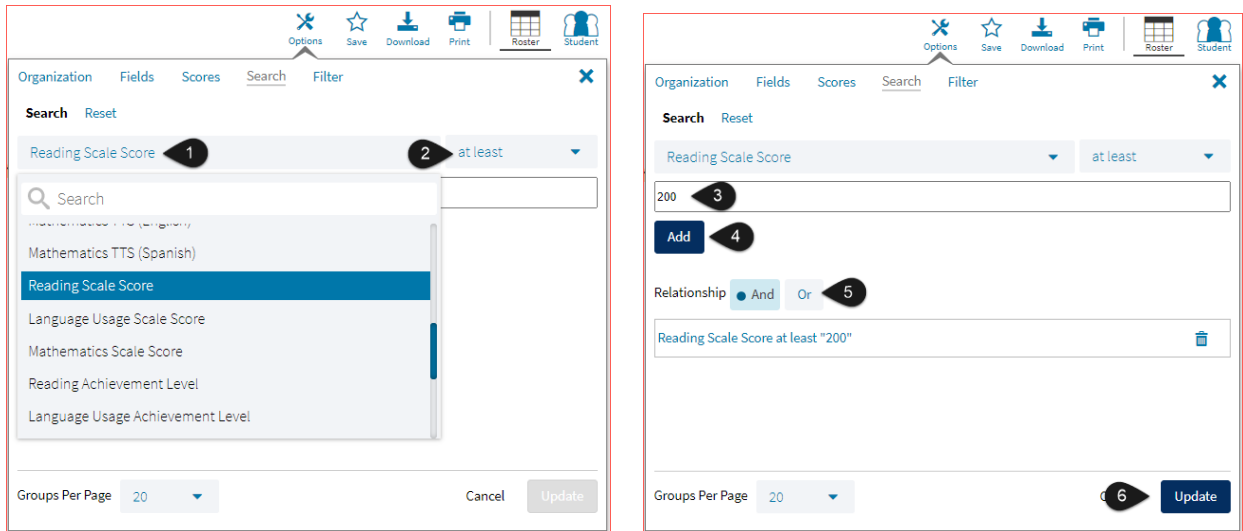 Options Save Download Print Roster Student
Organization Fields Scores Search Filter
Search Reset
Reading Scale Score 1 2 at least
Search
Mathematics TTS (English)
Mathematics TTS (Spanish)
Reading Scale Score
Language Usage Scale Score
Mathematics Scale Score
Reading Achievement Level
Language Usage Achievement Level
Groups Per Page 20 Cancel Update
Options Save Download Print Roster Student
Organization Fields Scores Search Filter
Search Reset
Reading Scale Score at least
200 3
Add 4
Relationship And Or 5
Reading Scale Score at least "200"
Groups Per Page 20 6 Update